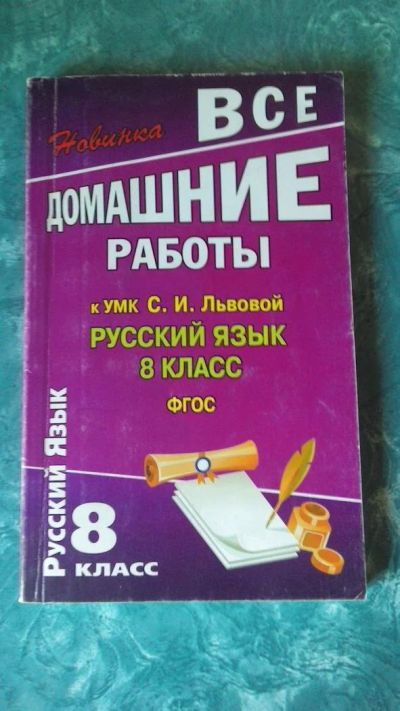 Новинка
ВСЕ
ДОМАШНИЕ
РАБОТЫ
к УМК С. И. Львовой
РУССКИЙ ЯЗЫК
8 КЛАСС
ФГОС
Русский Язык
8
КЛАСС